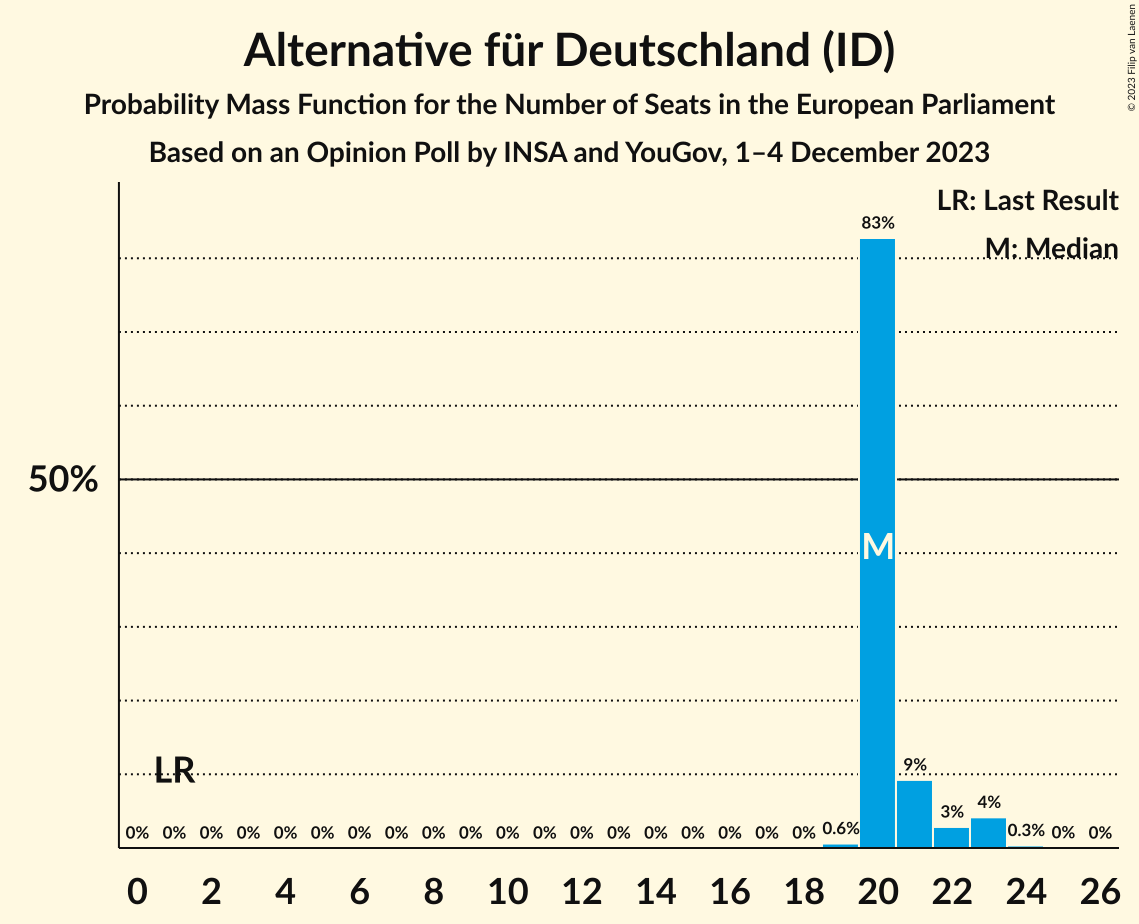 Alternative für Deutschland (ID)
Probability Mass Function for the Number of Seats in the European Parliament
Based on an Opinion Poll by INSA and YouGov, 1–4 December 2023
© 2023 Filip van Laenen
LR: Last Result
M: Median
83%
50%
M
LR
9%
3%
4%
0% 0% 0% 0% 0% 0% 0% 0% 0% 0% 0% 0% 0% 0% 0% 0% 0% 0% 0% 0.6% 0.3% 0% 0%
0 2 4 6 8 10 12 14 16 18 20 22 24 26